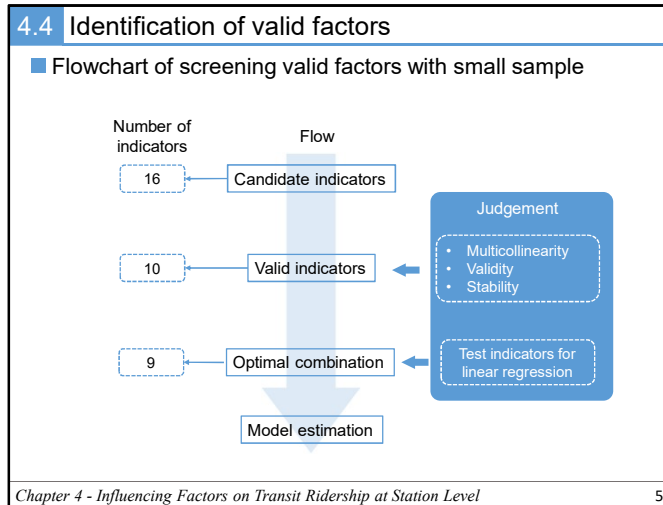 4.4 Identification of valid factors
Flowchart of screening valid factors with small sample
Number of
indicators
Flow
16
Candidate indicators
Judgement
• Multicollinearity
• Validity
• Stability
10
Valid indicators
9
Optimal combination
Test indicators for
linear regression
Model estimation
Chapter 4 - Influencing Factors on Transit Ridership at Station Level
5